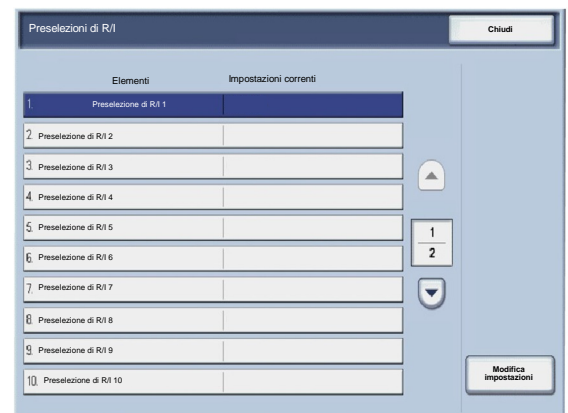 Preselezioni di R/I
Chiudi
Elementi Impostazioni correnti
1. Preselezione di R/I 1
2. Preselezione di R/I 2
3. Preselezione di R/I 3
4. Preselezione di R/I 4
5. Preselezione di R/I 5
6. Preselezione di R/I 6
7. Preselezione di R/I 7
8. Preselezione di R/I 8
9. Preselezione di R/I 9
10. Preselezione di R/I 10
1
2
Modifica
impostazioni